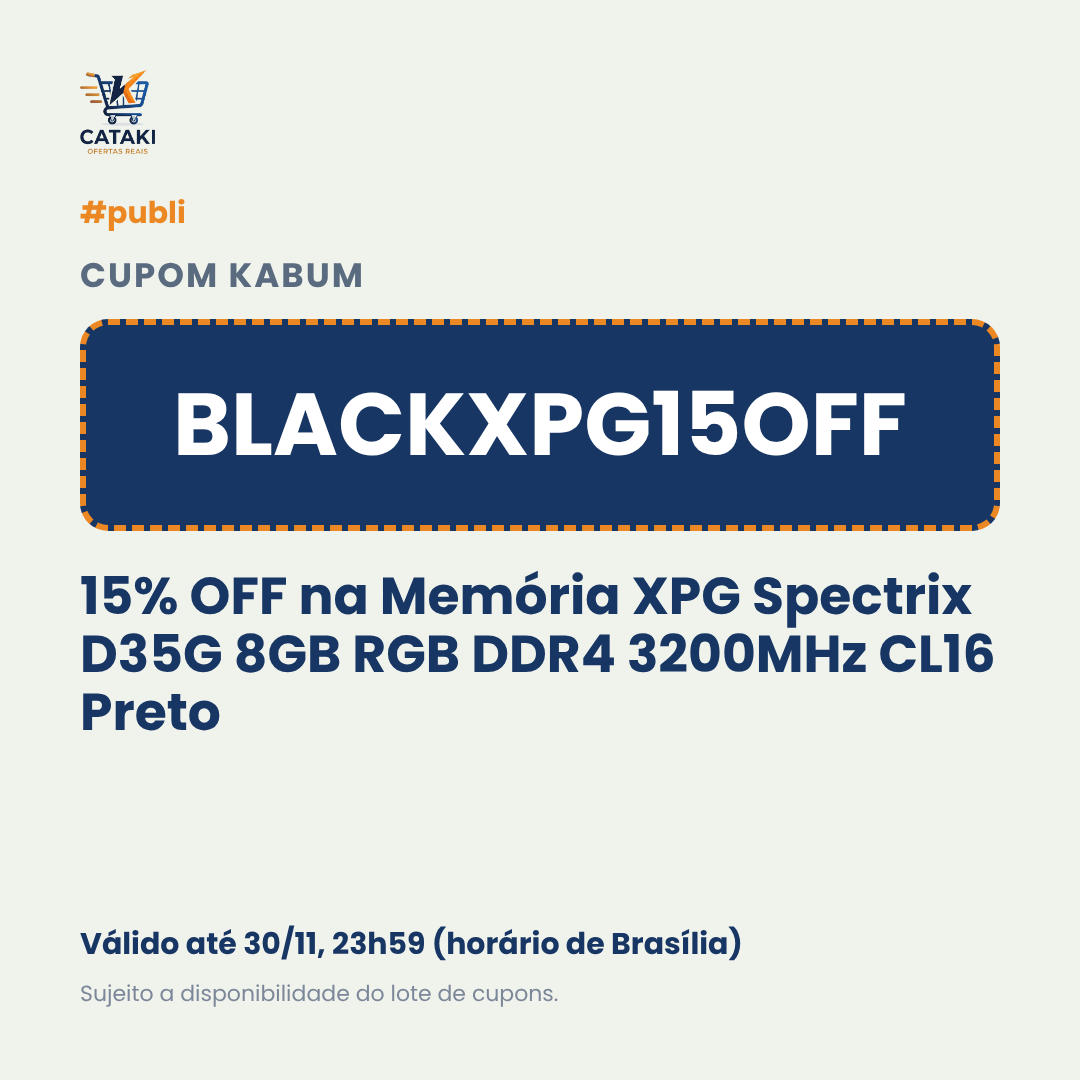 CATAKI
OFERTAS REAIS
#publi
CUPOM KABUM
BLACKXPG15OFF
15% OFF na Memória XPG Spectrix
D35G 8GB RGB DDR4 3200MHz CL16
Preto
Válido até 30/11, 23h59 (horário de Brasília)
Sujeito a disponibilidade do lote de cupons.